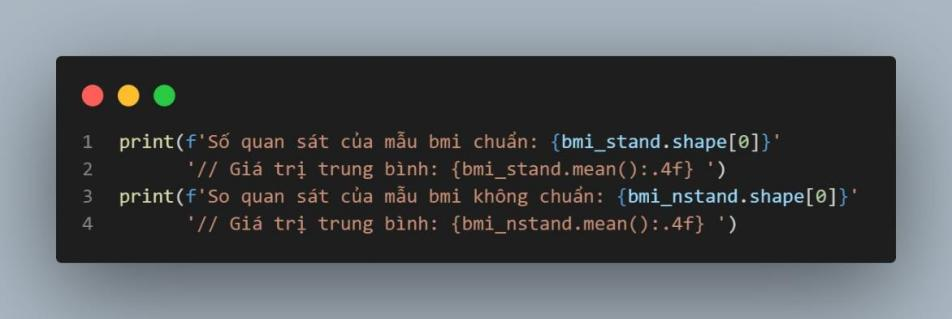 1 print(f'Số quan sát của mẫu bmi chuẩn: {bmi_stand.shape[0]}'
2 '// Giá trị trung bình: {bmi_stand.mean():.4f} ')
3 print(f'So quan sát của mẫu bmi không chuẩn: {bmi_nstand.shape[0]}'
4 '// Giá trị trung bình: {bmi_nstand.mean():.4f} ')